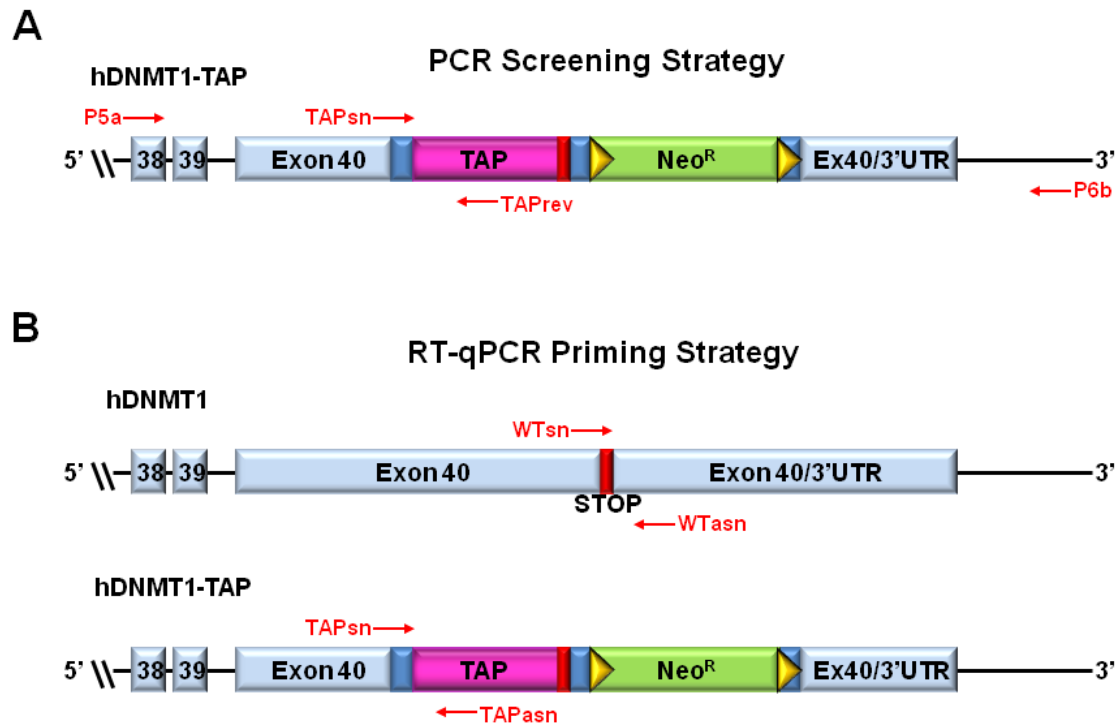 A
PCR Screening Strategy
hDNMT1-TAP
P5a
TAPsn
5' 38 39 Exon 40 TAP Neoᴿ Ex40/3'UTR 3'
TAPrev
P6b
B
RT-qPCR Priming Strategy
hDNMT1
WTsn
5' 38 39 Exon 40 Exon 40/3'UTR 3'
STOP
WTasn
hDNMT1-TAP
TAPsn
5' 38 39 Exon 40 TAP Neoᴿ Ex40/3'UTR 3'
TAPasn